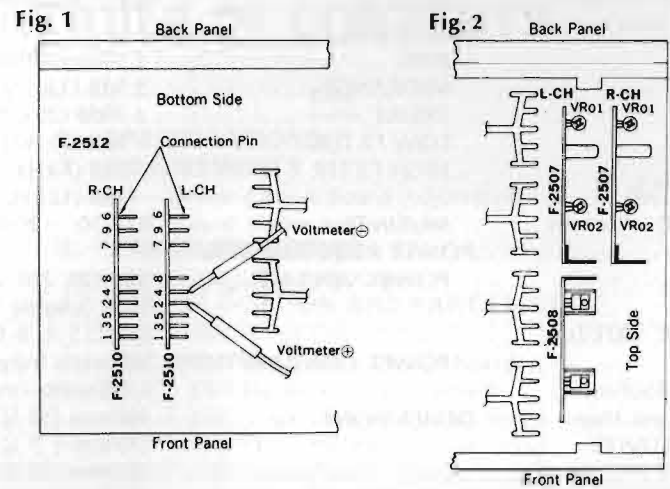 Fig. 1
Back Panel
Bottom Side
F-2512
Connection Pin
R-CH
L-CH
7 9 6
7 9 6
Voltmeter⊖
1 3 5 2 4 8
1 3 5 2 4 8
Voltmeter⊕
F-2510
F-2510
Front Panel
Fig. 2
Back Panel
L-CH
R-CH
VR01
VR01
F-2507
F-2507
VR02
VR02
F-2508
Top Side
Front Panel